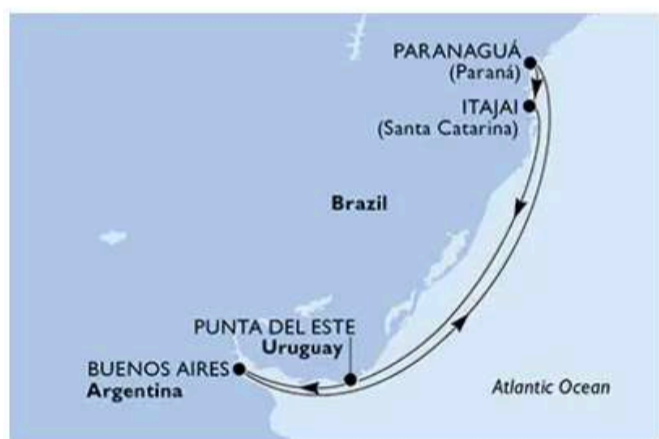 PARANAGUÁ
(Paraná)
ITAJAI
(Santa Catarina)
Brazil
PUNTA DEL ESTE
Uruguay
BUENOS AIRES
Argentina
Atlantic Ocean